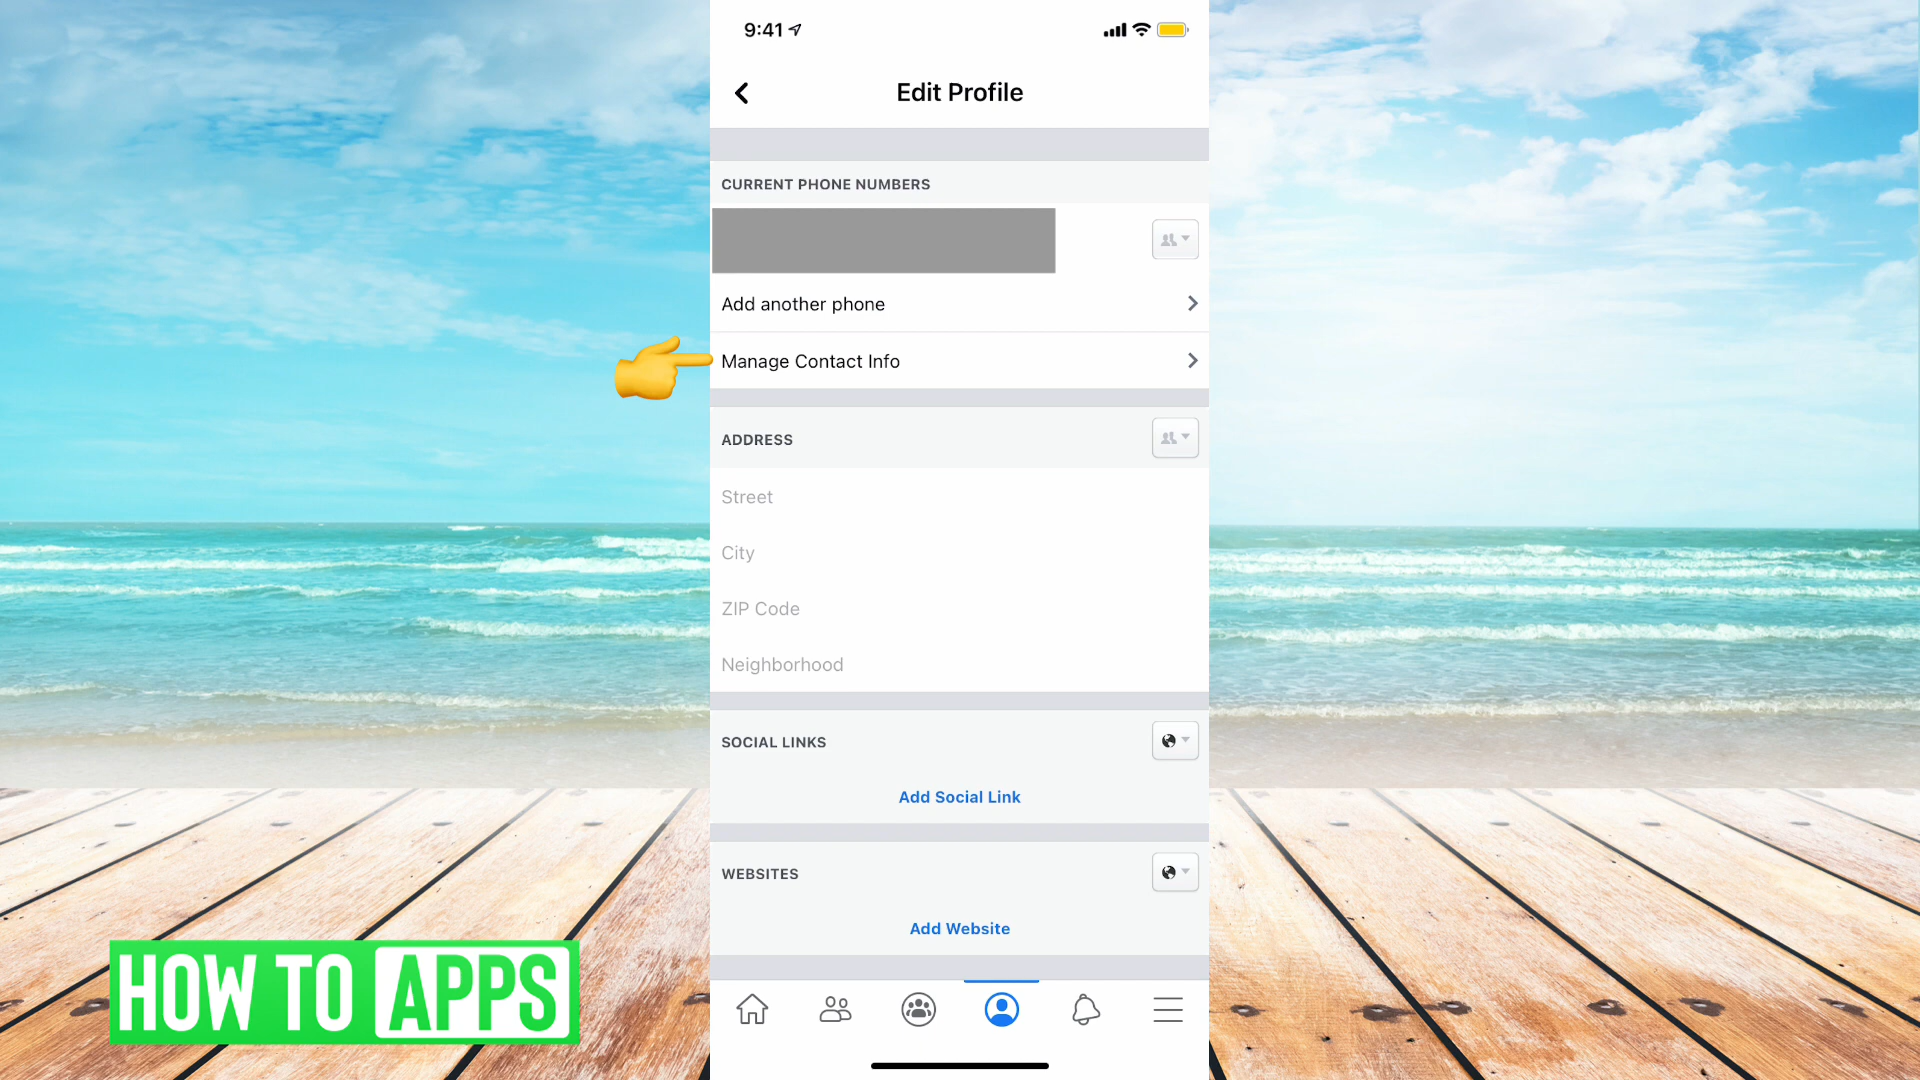 9:41
Edit Profile
CURRENT PHONE NUMBERS
Add another phone
Manage Contact Info
ADDRESS
Street
City
ZIP Code
Neighborhood
SOCIAL LINKS
Add Social Link
WEBSITES
Add Website
HOW TO APPS